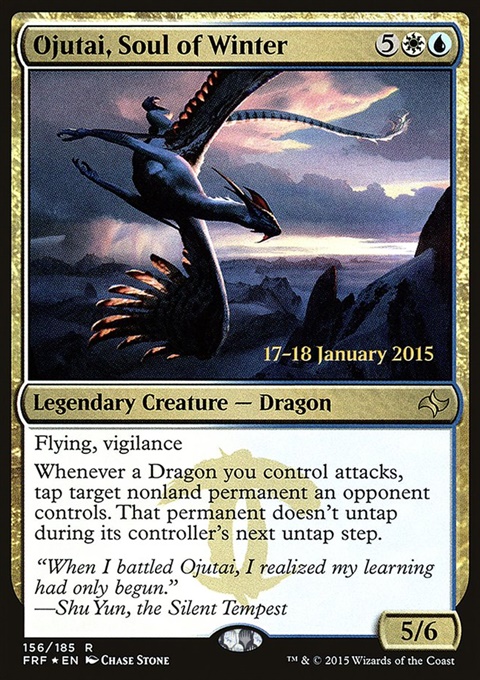 Ojutai, Soul of Winter 5
17–18 January 2015
Legendary Creature — Dragon
Flying, vigilance
Whenever a Dragon you control attacks,
tap target nonland permanent an opponent
controls. That permanent doesn't untap
during its controller's next untap step.
"When I battled Ojutai, I realized my learning
had only begun."
—Shu Yun, the Silent Tempest
5/6
156/185 R
FRF ★ EN Chase Stone
™ & © 2015 Wizards of the Coast